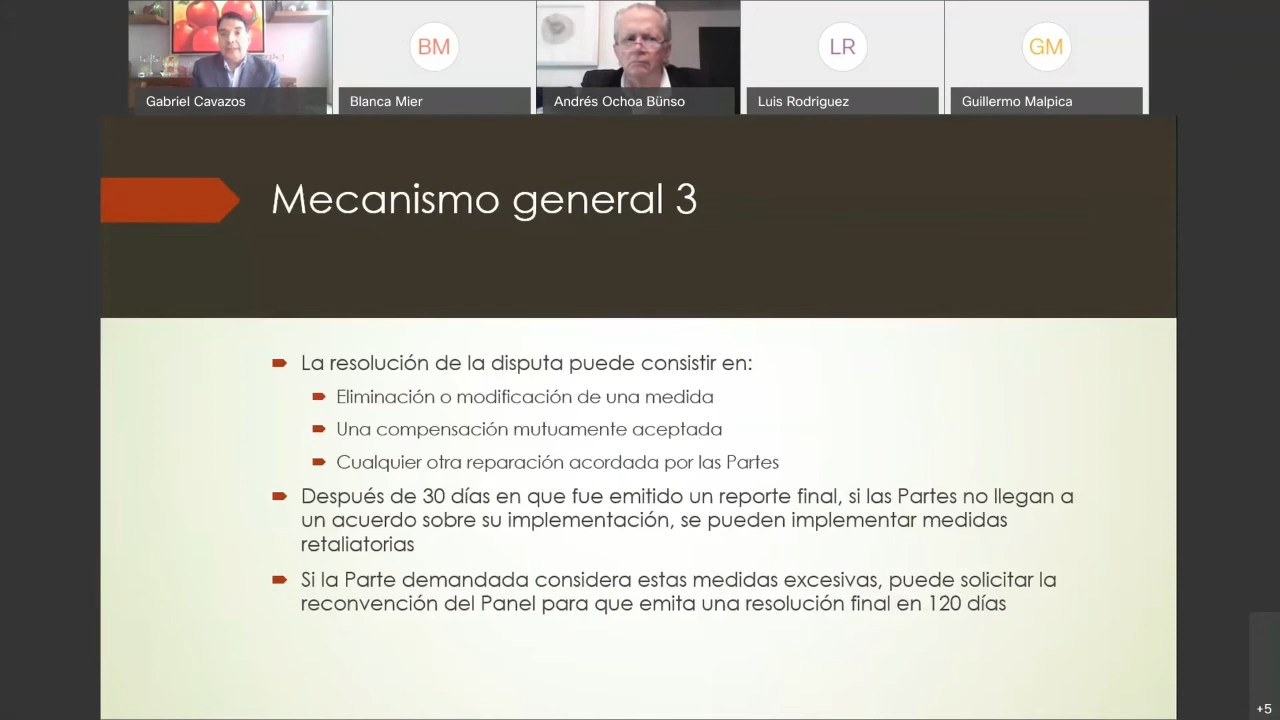 BM
LR
GM
Gabriel Cavazos
Blanca Mier
Andrés Ochoa Bünso
Luis Rodriguez
Guillermo Malpica
Mecanismo general 3
La resolución de la disputa puede consistir en:
Eliminación o modificación de una medida
Una compensación mutuamente aceptada
Cualquier otra reparación acordada por las Partes
Después de 30 días en que fue emitido un reporte final, si las Partes no llegan a
un acuerdo sobre su implementación, se pueden implementar medidas
retaliatorias
Si la Parte demandada considera estas medidas excesivas, puede solicitar la
reconvención del Panel para que emita una resolución final en 120 días
+5